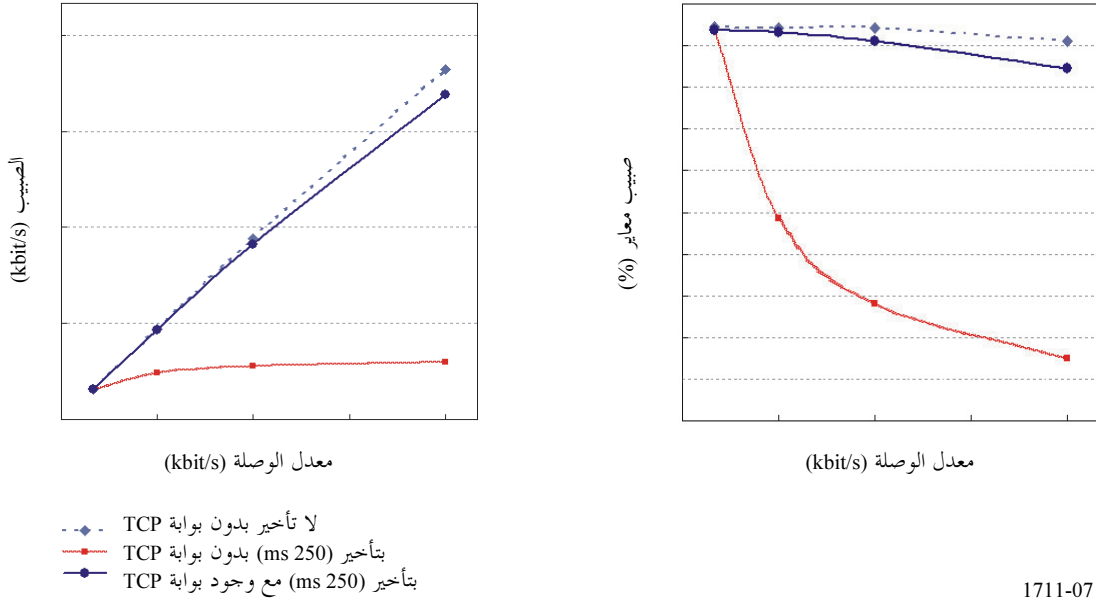 الصبيب (kbit/s)
معدل الوصلة (kbit/s)
صبيب معاير (%)
معدل الوصلة (kbit/s)
لا تأخير بدون بوابة TCP
بتأخير (ms 250) بدون بوابة TCP
بتأخير (ms 250) مع وجود بوابة TCP
1711-07